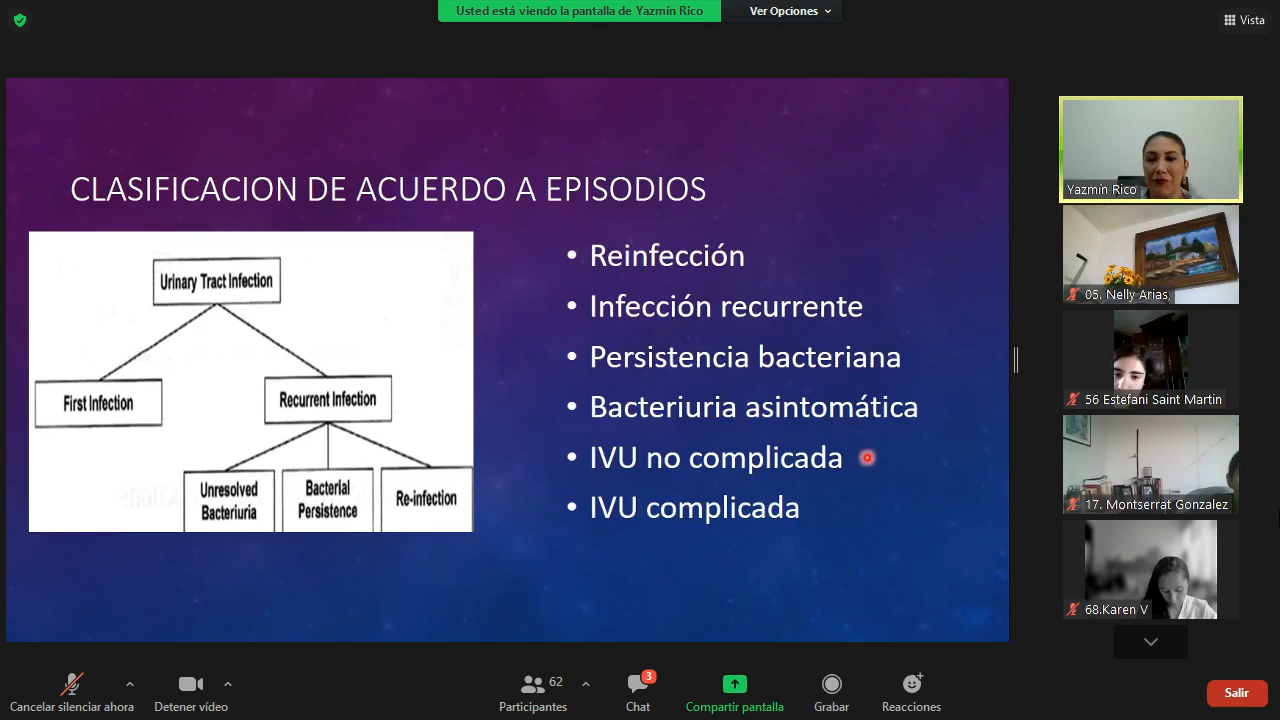 Usted está viendo la pantalla de Yazmín Rico
Ver Opciones
Vista
CLASIFICACION DE ACUERDO A EPISODIOS
Urinary Tract Infection
First Infection
Recurrent Infection
Unresolved
Bacteriuria
Bacterial
Persistence
Re-infection
• Reinfección
• Infección recurrente
• Persistencia bacteriana
• Bacteriuria asintomática
• IVU no complicada
• IVU complicada
Yazmín Rico
05. Nelly Arias,
56 Estefani Saint Martin
17. Montserrat Gonzalez
68.Karen V
Cancelar silenciar ahora
Detener vídeo
62
Participantes
3
Chat
Compartir pantalla
Grabar
Reacciones
Salir